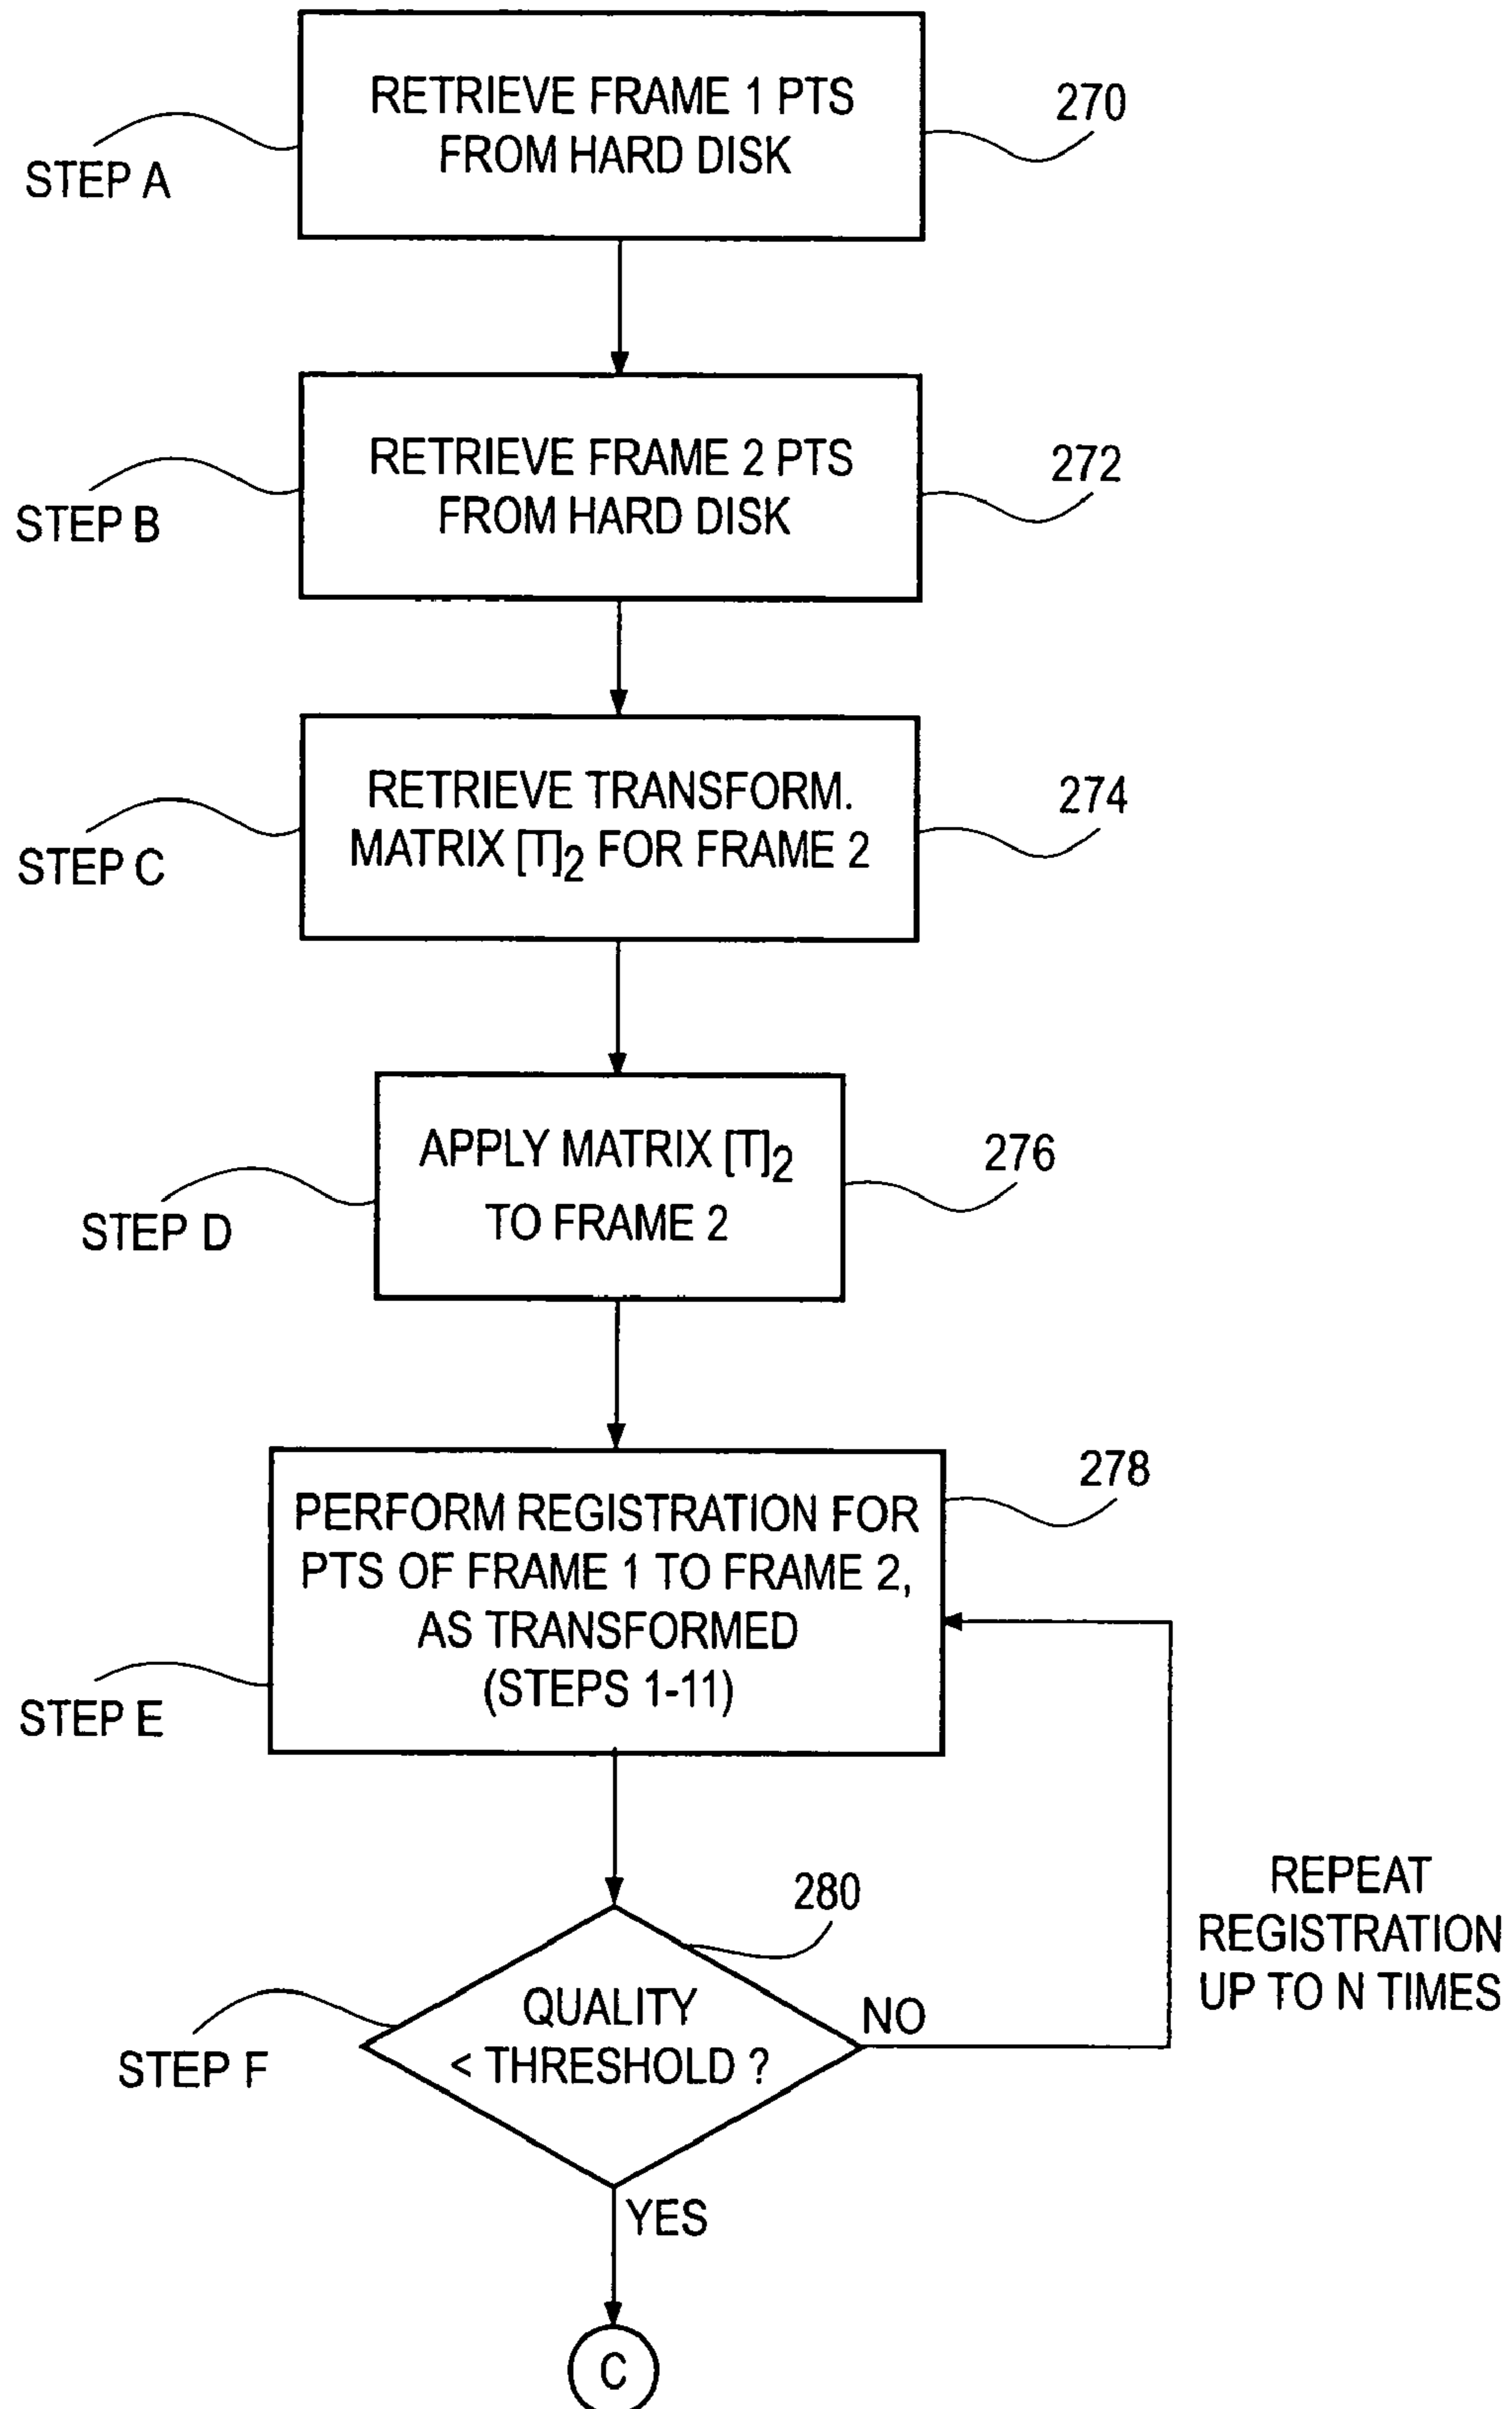 RETRIEVE FRAME 1 PTS
FROM HARD DISK
270
STEP A
RETRIEVE FRAME 2 PTS
FROM HARD DISK
272
STEP B
RETRIEVE TRANSFORM.
MATRIX [T]2 FOR FRAME 2
274
STEP C
APPLY MATRIX [T]2
TO FRAME 2
276
STEP D
PERFORM REGISTRATION FOR
PTS OF FRAME 1 TO FRAME 2,
AS TRANSFORMED
(STEPS 1-11)
278
STEP E
REPEAT
REGISTRATION
UP TO N TIMES
280
QUALITY
< THRESHOLD ?
NO
STEP F
YES
C